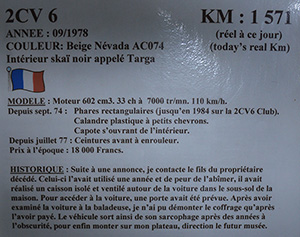 2CV 6 KM : 1 571
ANNEE : 09/1978 (réel à ce jour)
COULEUR: Beige Névada AC074 (today's real Km)
Intérieur skaï noir appelé Targa
MODELE : Moteur 602 cm3. 33 ch à 7000 tr/mn. 110 km/h.
Depuis sept. 74 : Phares rectangulaires (jusqu'en 1984 sur la 2CV6 Club).
Calandre plastique à petits chevrons.
Capote s'ouvrant de l'intérieur.
Depuis juillet 77 : Ceintures avant à enrouleur.
Prix à l'époque : 18 000 Francs.
HISTORIQUE : Suite à une annonce, je contacte le fils du propriétaire
décédé. Celui-ci l'avait utilisé une année et de peur de l'abîmer, il avait
réalisé un caisson isolé et ventilé autour de la voiture dans le sous-sol de la
maison. Pour accéder à la voiture, une porte avait été prévue. Après avoir
examiné la voiture à la baladeuse, je n'ai pu démonter le coffrage qu'après
l'avoir payé. Le véhicule sort ainsi de son sarcophage après des années à
l'obscurité, pour enfin monter sur mon plateau, direction le futur musée.